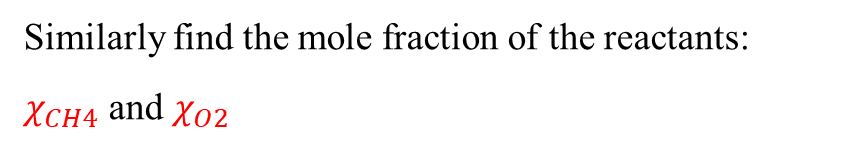 Similarly find the mole fraction of the reactants:
χCH4 and χO2